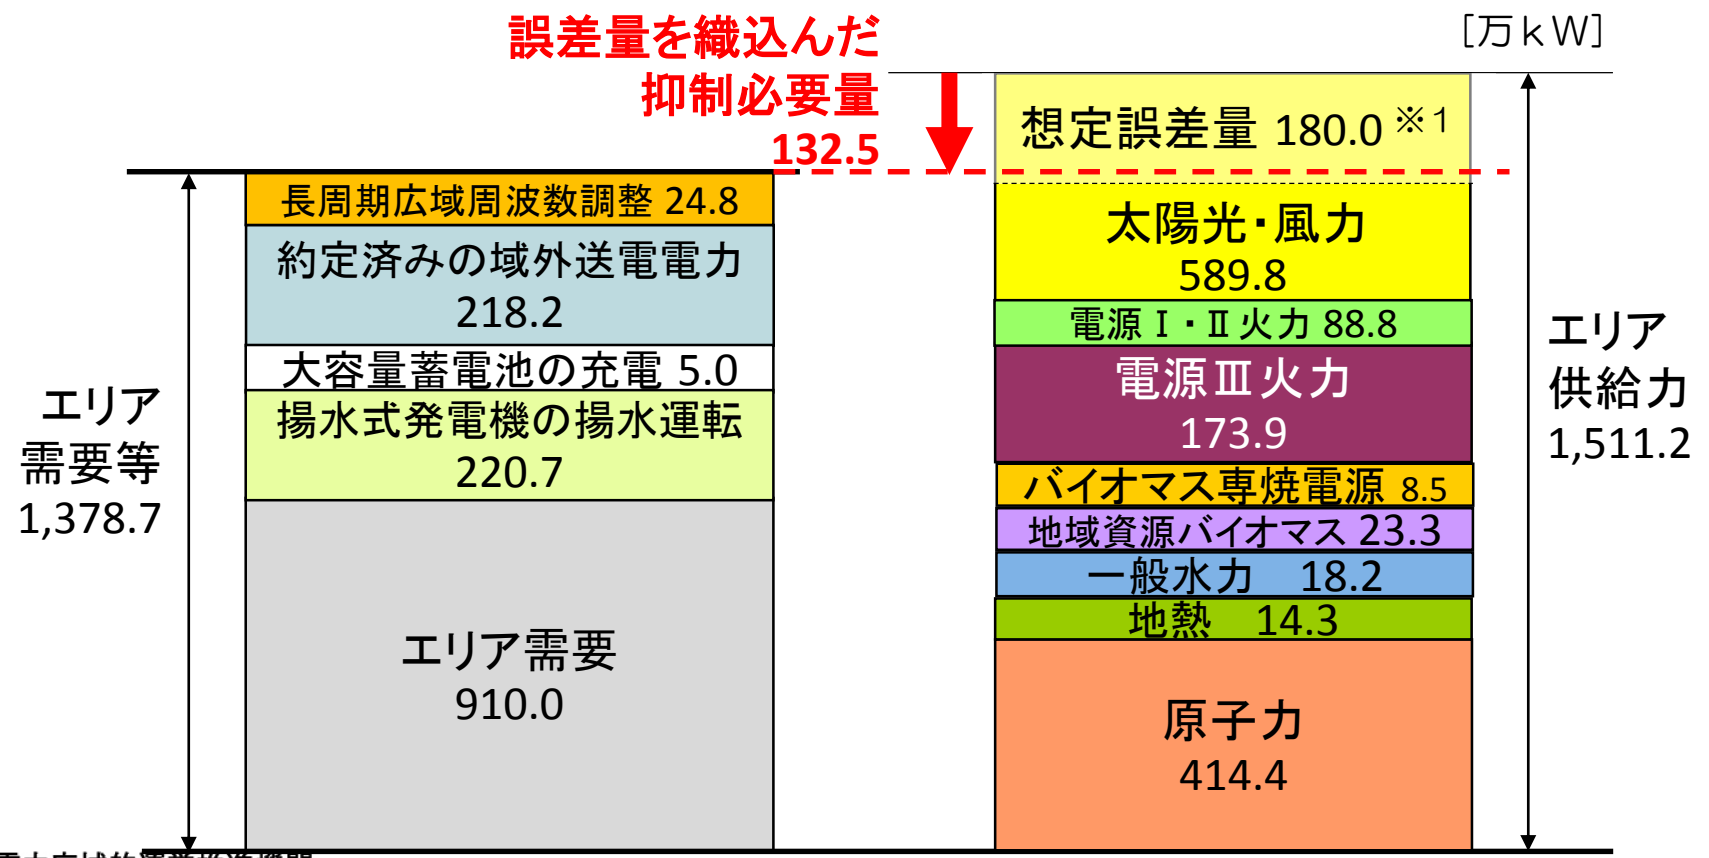 誤差量を織込んだ
抑制必要量
132.5
[万ｋW]
長周期広域周波数調整 24.8
約定済みの域外送電電力
218.2
大容量蓄電池の充電 5.0
揚水式発電機の揚水運転
220.7
エリア需要
910.0
エリア
需要等
1,378.7
想定誤差量 180.0 ※1
太陽光・風力
589.8
電源Ⅰ・Ⅱ火力 88.8
電源Ⅲ火力
173.9
バイオマス専焼電源 8.5
地域資源バイオマス 23.3
一般水力　18.2
地熱　14.3
原子力
414.4
エリア
供給力
1,511.2